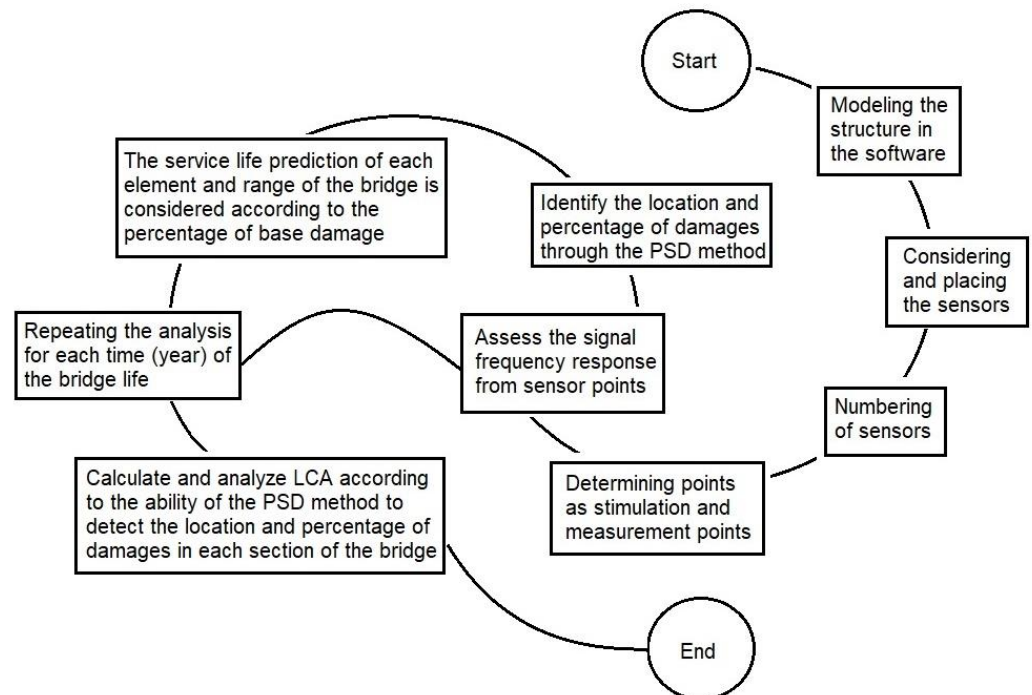 Start
Modeling the
structure in
the software
Considering
and placing
the sensors
Numbering
of sensors
Determining points
as stimulation and
measurement points
Assess the signal
frequency response
from sensor points
Identify the location and
percentage of damages
through the PSD method
The service life prediction of each
element and range of the bridge is
considered according to the
percentage of base damage
Repeating the analysis
for each time (year) of
the bridge life
Calculate and analyze LCA according
to the ability of the PSD method to
detect the location and percentage of
damages in each section of the bridge
End